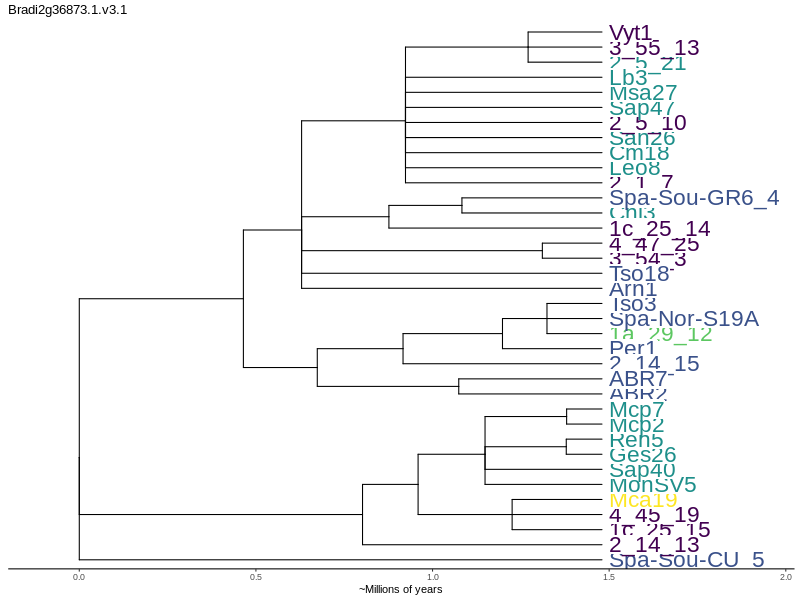 Bradi2g36873.1.v3.1
Vyt1
3_55_13
2_5_21
Lb3
Msa27
Sap47
2_5_10
San26
Cm18
Leo8
2_1_7
Spa-Sou-GR6_4
Chi3
1c_25_14
4_47_25
3_54_3
Tso18
Arn1
Tso3
Spa-Nor-S19A
1a_29_12
Per1
2_14_15
ABR7
ABR2
Mcp7
Mcp2
Ren5
Ges26
Sap40
MonSV5
Mca19
4_45_19
1c_25_15
2_14_13
Spa-Sou-CU_5
0.0 0.5 1.0 1.5 2.0
~Millions of years